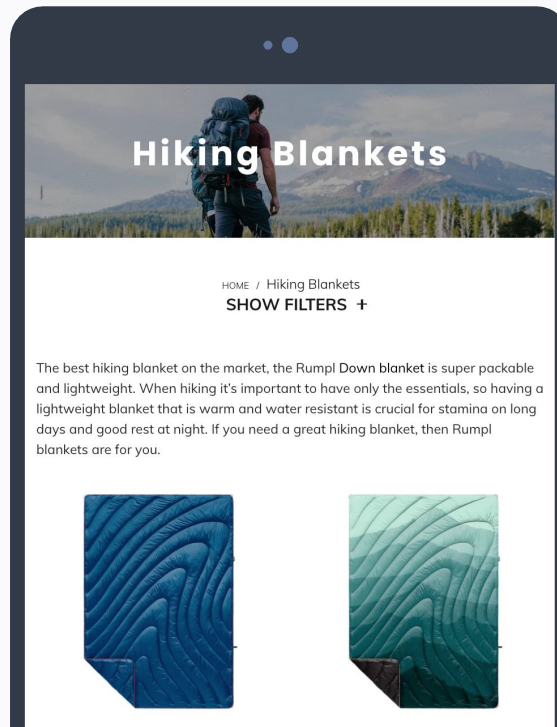 Hiking Blankets
HOME / Hiking Blankets
SHOW FILTERS +
The best hiking blanket on the market, the Rumpl Down blanket is super packable
and lightweight. When hiking it’s important to have only the essentials, so having a
lightweight blanket that is warm and water resistant is crucial for stamina on long
days and good rest at night. If you need a great hiking blanket, then Rumpl
blankets are for you.